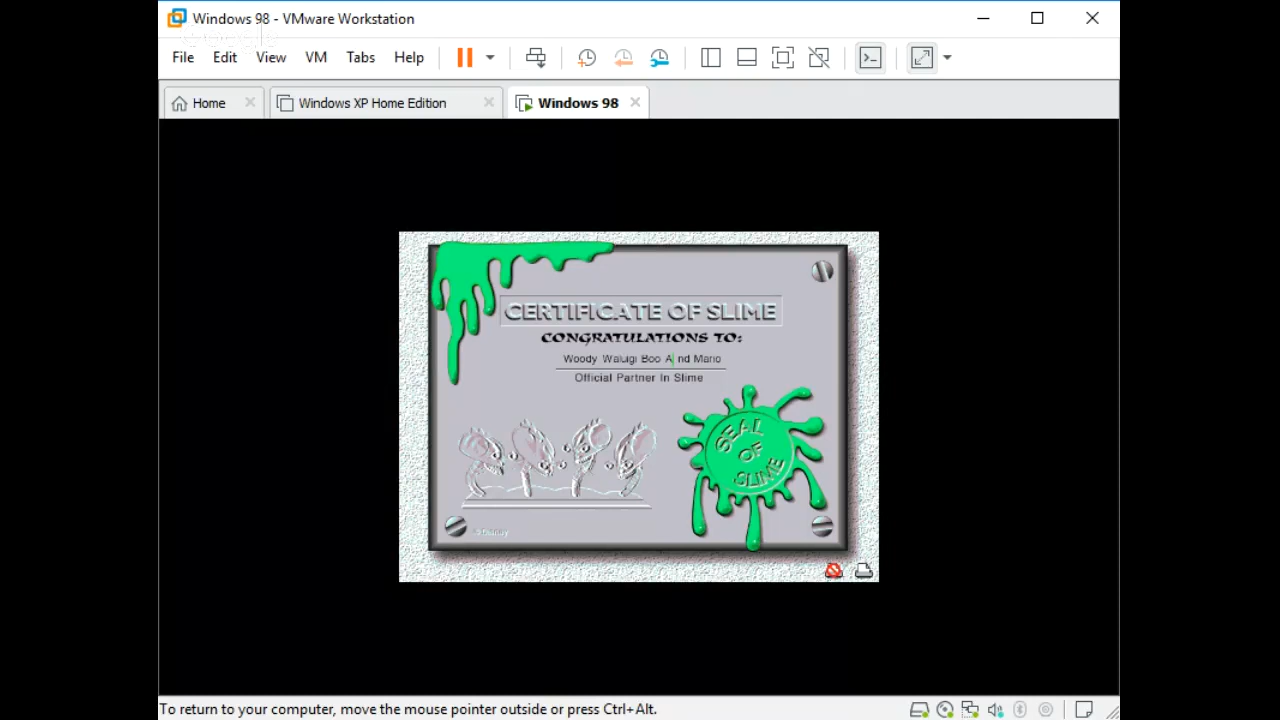 Windows 98 - VMware Workstation
File Edit View VM Tabs Help
Home Windows XP Home Edition Windows 98
CERTIFICATE OF SLIME
CONGRATULATIONS TO:
Woody Waluigi Boo And Mario
Official Partner In Slime
SEAL
OF
SLIME
©Disney
To return to your computer, move the mouse pointer outside or press Ctrl+Alt.